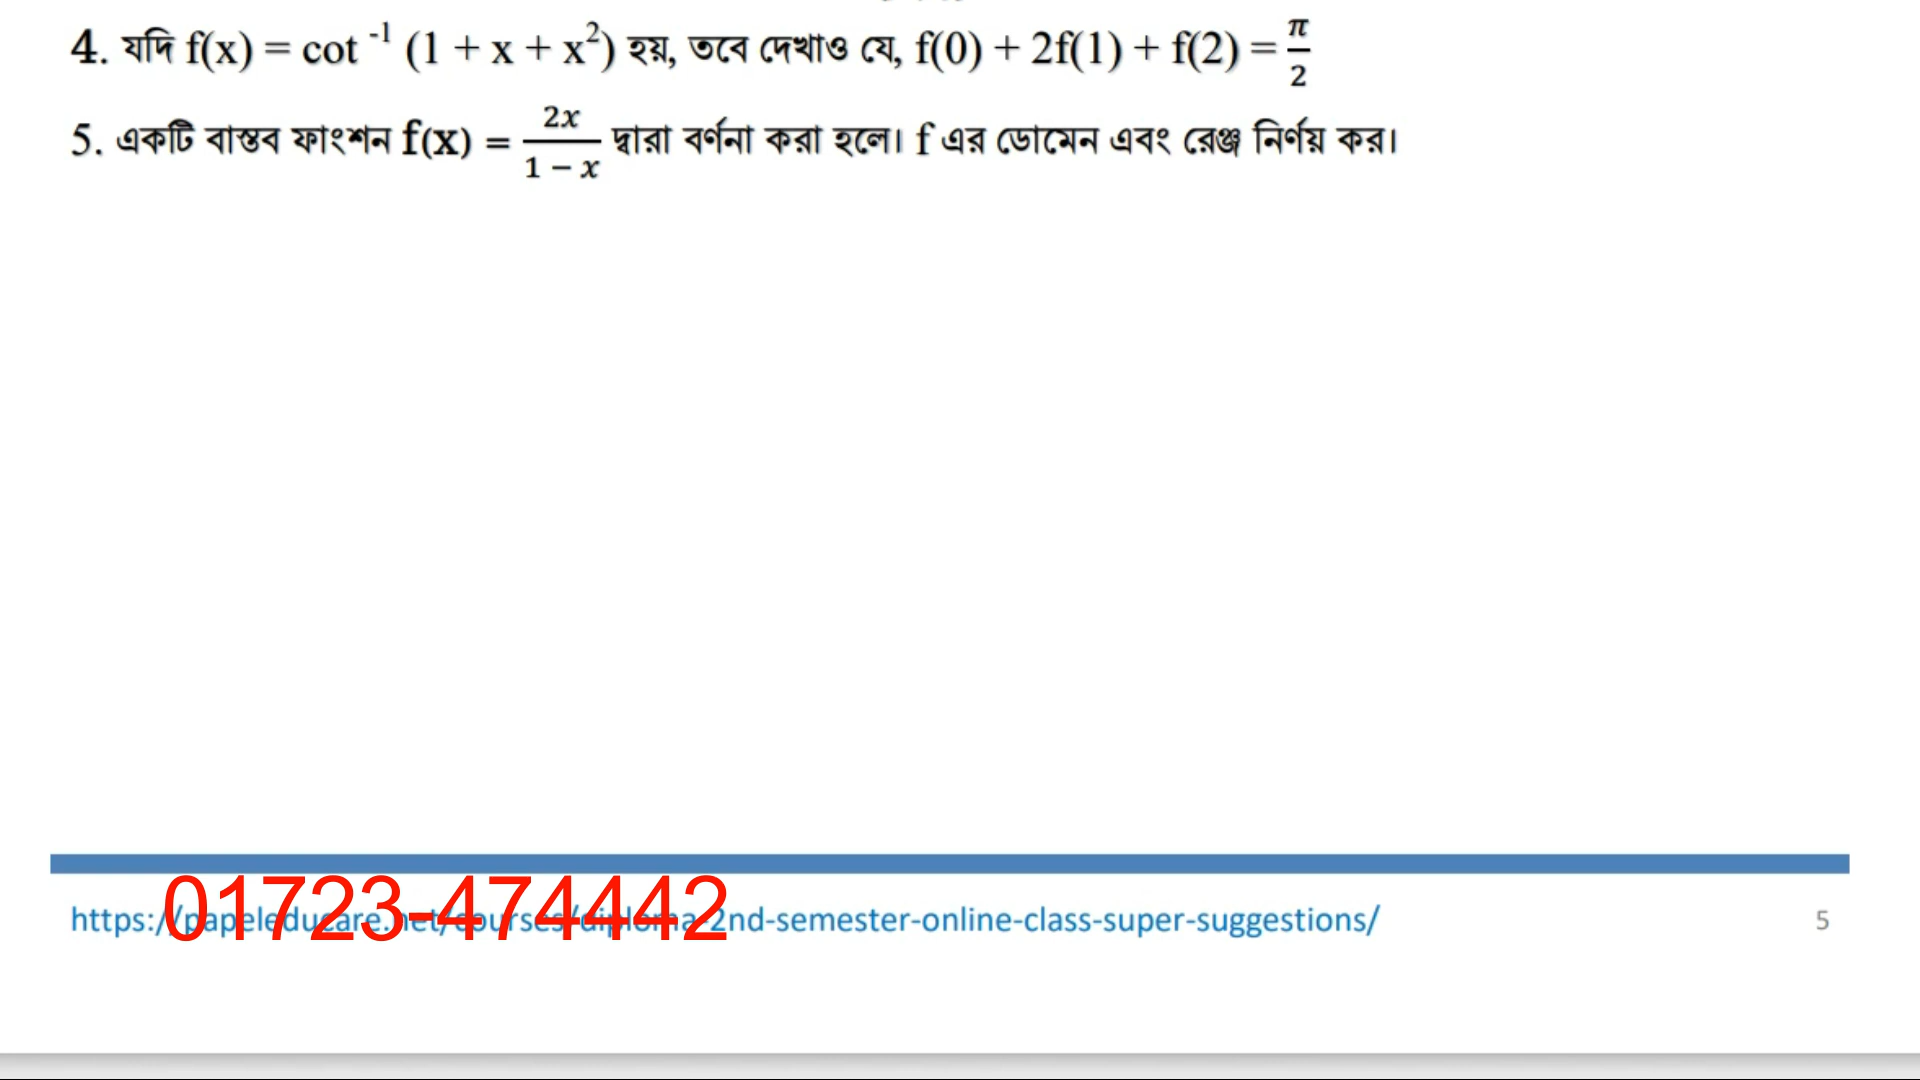 4. যদি f(x) = cot ⁻¹ (1 + x + x²) হয়, তবে দেখাও যে, f(0) + 2f(1) + f(2) = π/2
5. একটি বাস্তব ফাংশন f(x) = 2x/(1 − x) দ্বারা বর্ণনা করা হলে। f এর ডোমেন এবং রেঞ্জ নির্ণয় কর।
01723-474442
https://papeleducare.net/courses/diploma-2nd-semester-online-class-super-suggestions/ 5